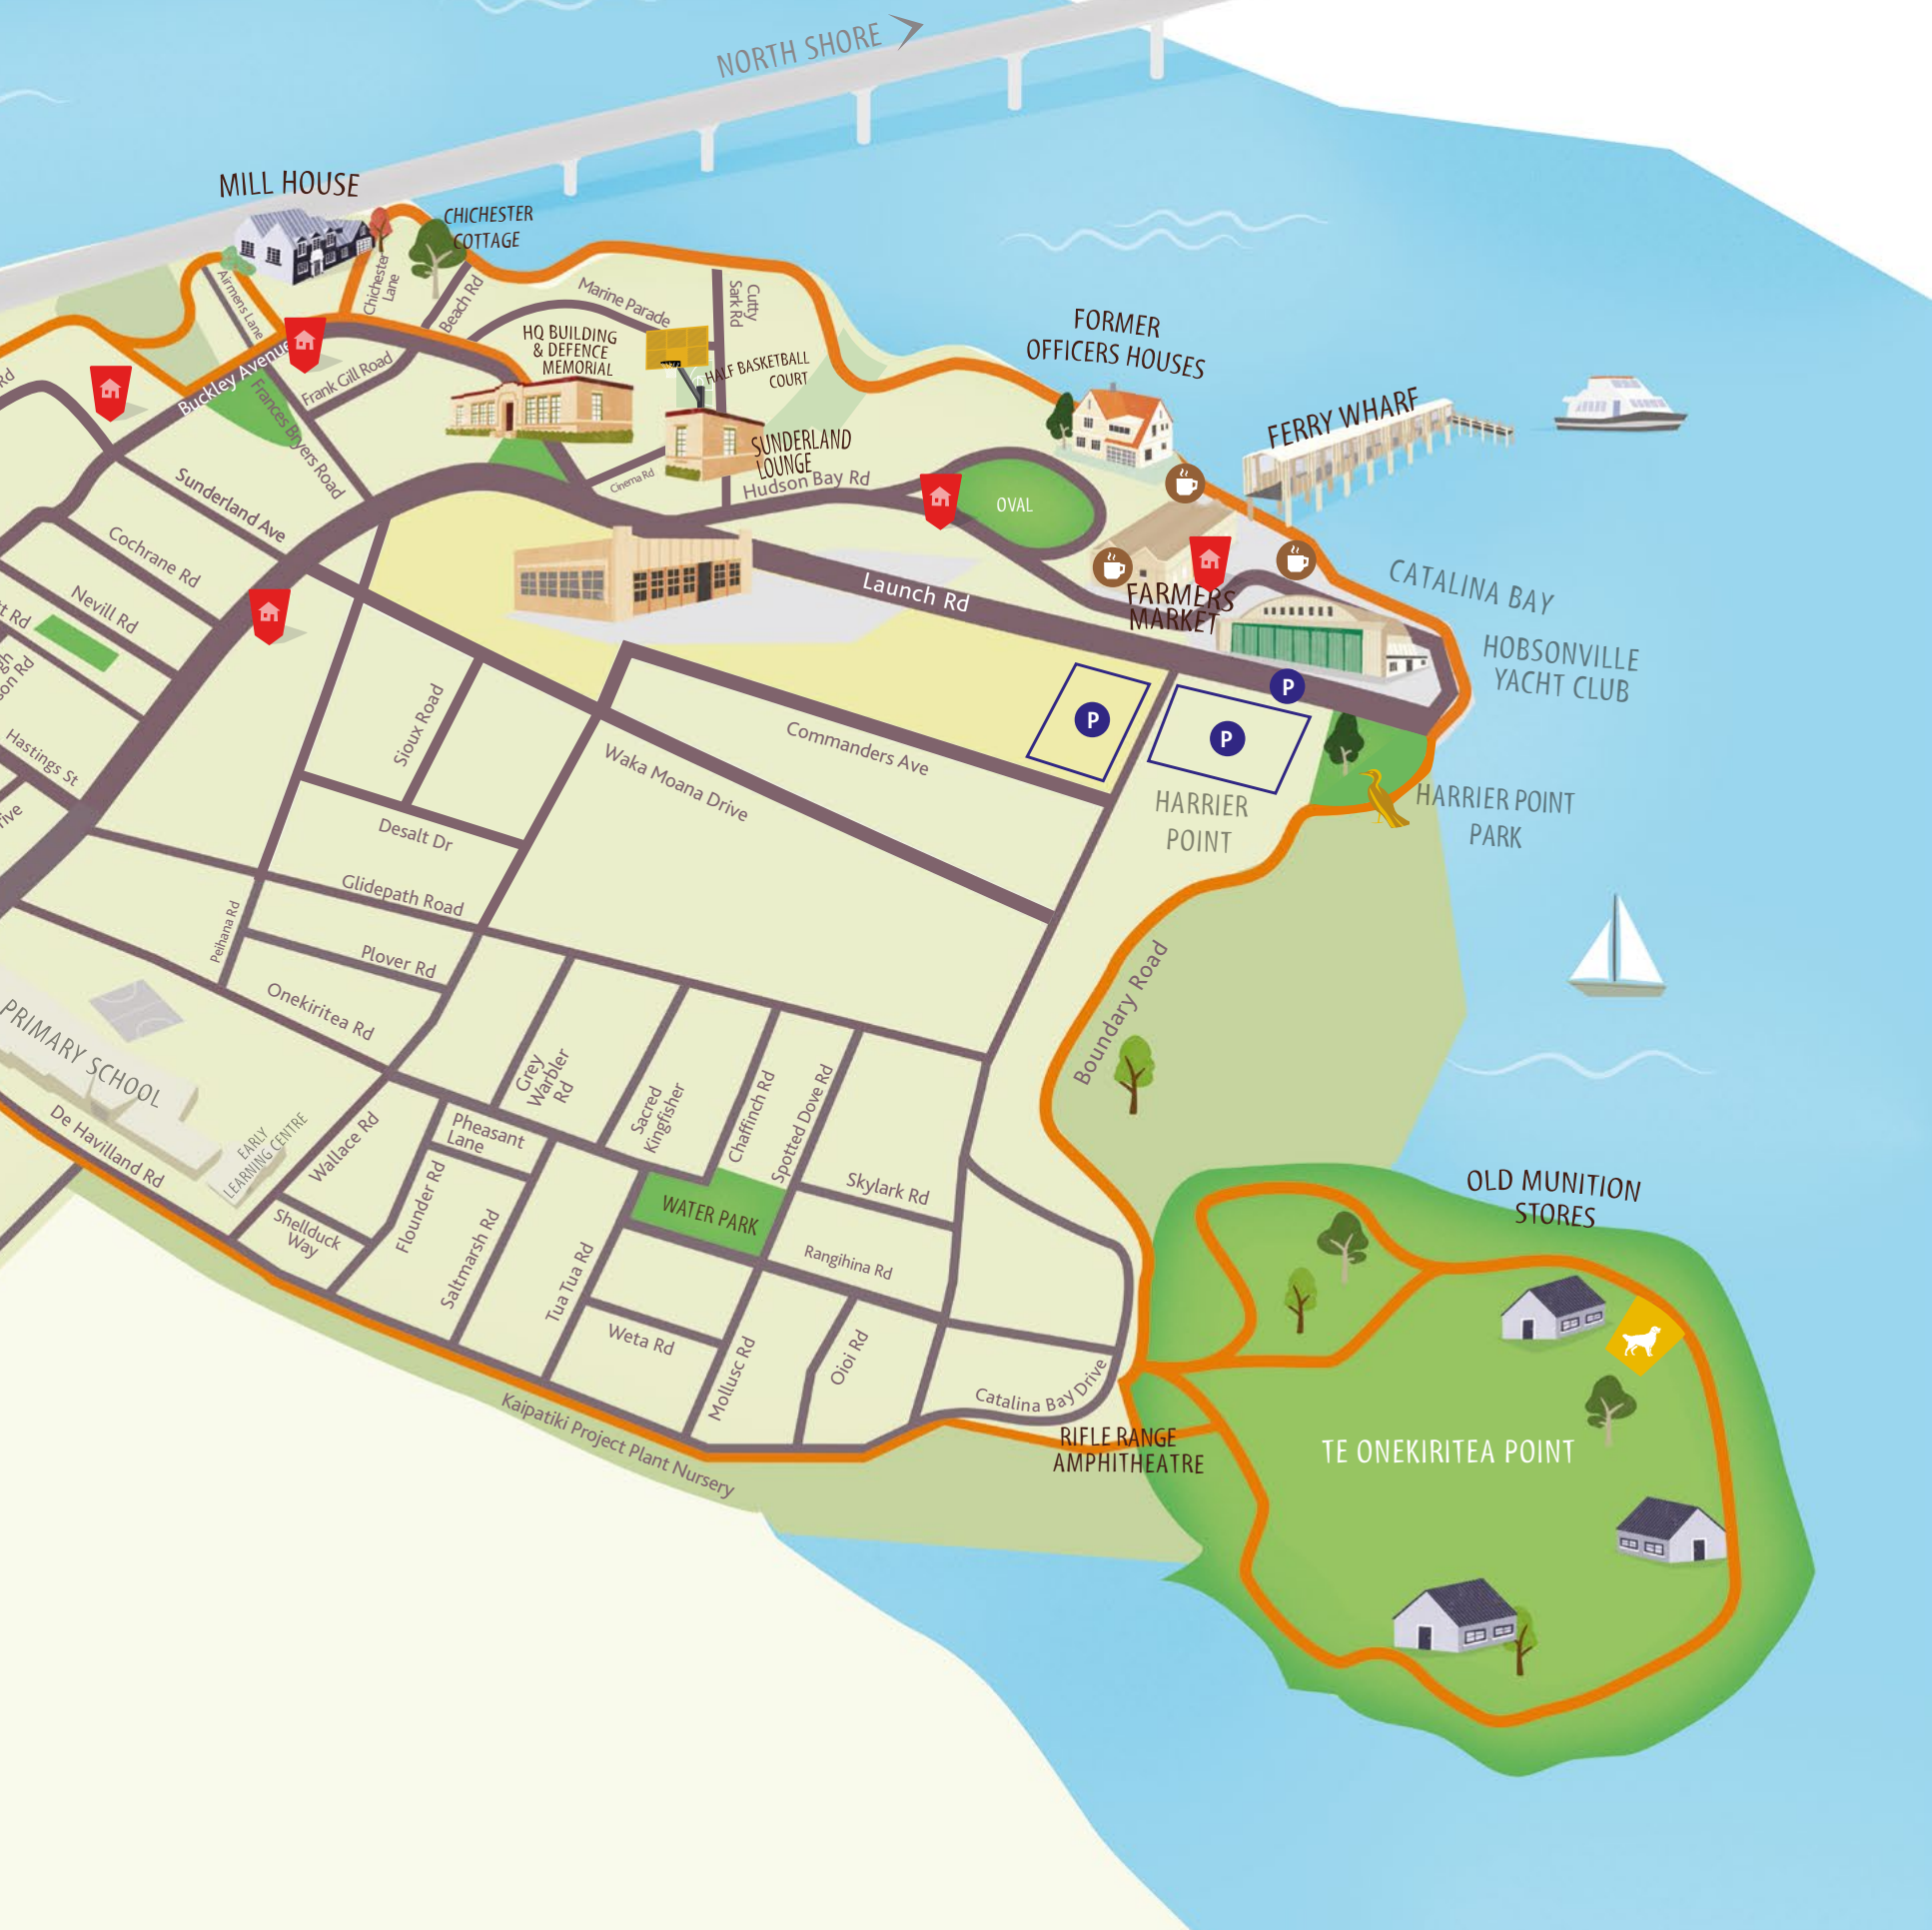 NORTH SHORE
MILL HOUSE
CHICHESTER
COTTAGE
Airmens Lane
Chichester
Lane
Beach Rd
Marine Parade
Cutty
Sark Rd
HQ BUILDING
& DEFENCE
MEMORIAL
HALF BASKETBALL
COURT
FORMER
OFFICERS HOUSES
FERRY WHARF
Rd
Buckley Avenue
Frank Gill Road
Frances Bryers Road
SUNDERLAND
LOUNGE
Cinema Rd
Hudson Bay Rd
OVAL
Sunderland Ave
Cochrane Rd
Nevill Rd
Launch Rd
FARMERS
MARKET
CATALINA BAY
HOBSONVILLE
YACHT CLUB
t Rd
gh
son Rd
Hastings St
rive
Sioux Road
Commanders Ave
Waka Moana Drive
P
P
P
HARRIER
POINT
HARRIER POINT
PARK
Desalt Dr
Glidepath Road
Peihana Rd
Plover Rd
Onekiritea Rd
Boundary Road
PRIMARY SCHOOL
EARLY
LEARNING CENTRE
De Havilland Rd
Wallace Rd
Grey
Warbler
Rd
Sacred
Kingfisher
Chaffinch Rd
Spotted Dove Rd
Pheasant
Lane
Skylark Rd
WATER PARK
Shellduck
Way
Flounder Rd
Saltmarsh Rd
Tua Tua Rd
Rangihina Rd
Weta Rd
Mollusc Rd
Oioi Rd
Catalina Bay Drive
Kaipatiki Project Plant Nursery
RIFLE RANGE
AMPHITHEATRE
OLD MUNITION
STORES
TE ONEKIRITEA POINT